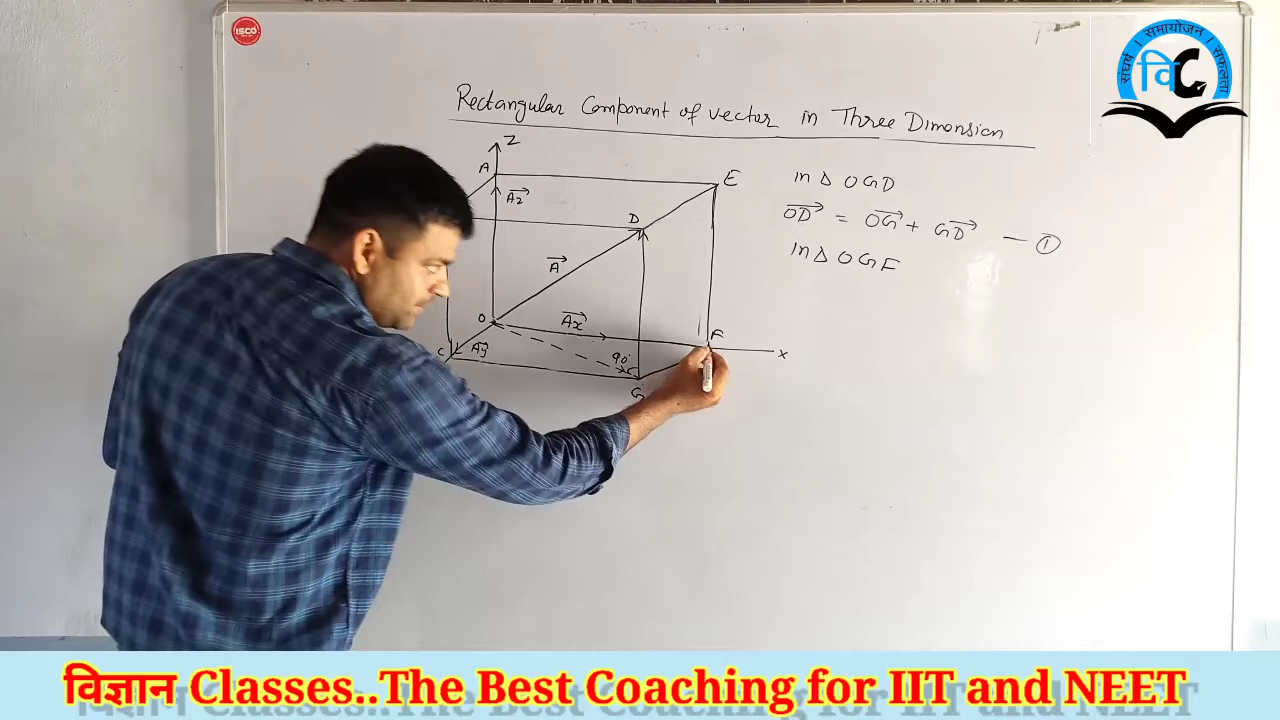 ISCO
संघर्ष । समायोजन । सफलता
विC
Rectangular Component of vector in Three Dimension
Z
A
E
Az
in Δ OGD
D
OD = OG + GD — ①
A
in Δ OGF
O
Ax
F
C
Ay
90°
X
G
विज्ञान Classes..The Best Coaching for IIT and NEET